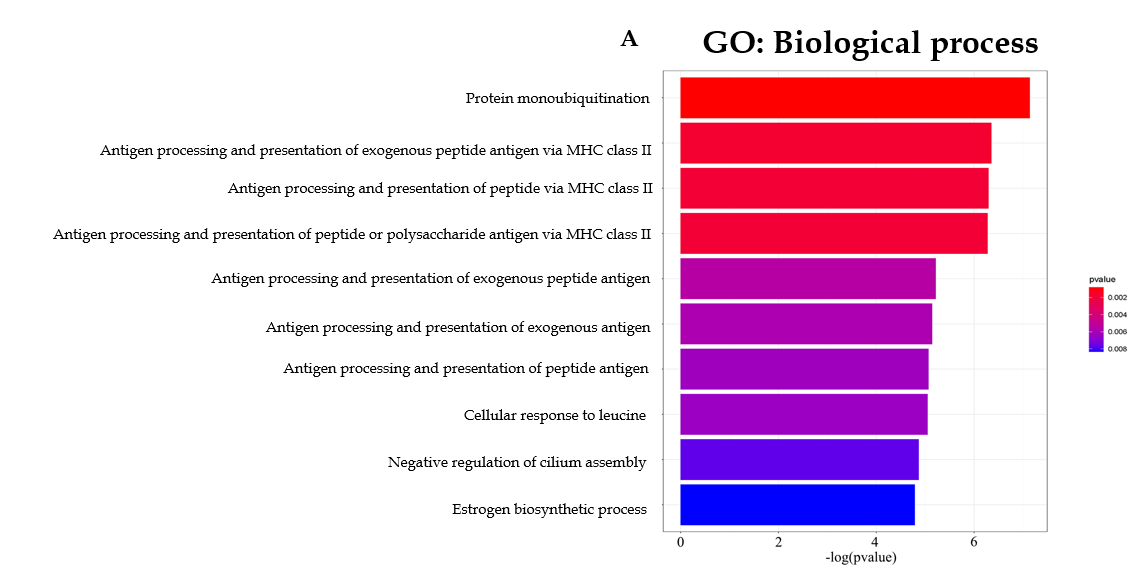 A
GO: Biological process
Protein monoubiquitination
Antigen processing and presentation of exogenous peptide antigen via MHC class II
Antigen processing and presentation of peptide via MHC class II
Antigen processing and presentation of peptide or polysaccharide antigen via MHC class II
Antigen processing and presentation of exogenous peptide antigen
Antigen processing and presentation of exogenous antigen
Antigen processing and presentation of peptide antigen
Cellular response to leucine
Negative regulation of cilium assembly
Estrogen biosynthetic process
0 2 4 6
-log(pvalue)
pvalue
0.002
0.004
0.006
0.008